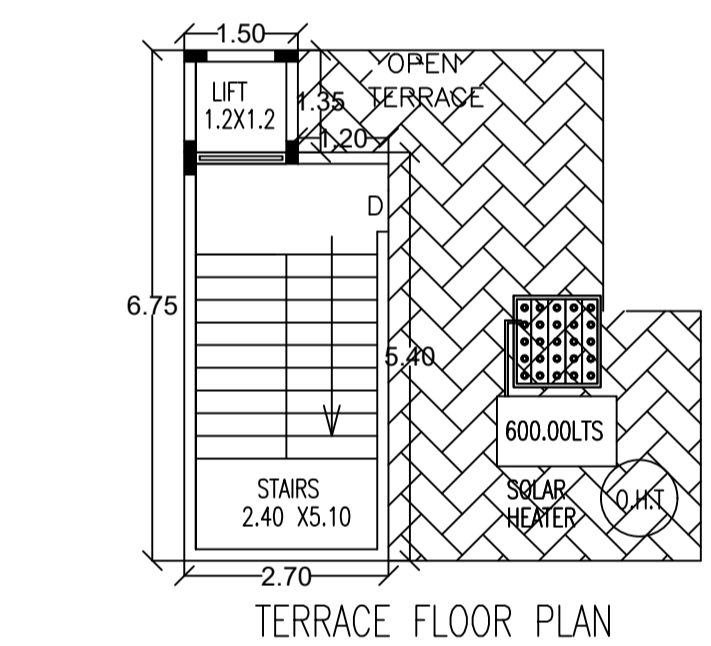 1.50
OPEN
TERRACE
LIFT
1.2X1.2
1.35
1.20
D
6.75
5.40
600.00LTS
STAIRS
2.40 X5.10
SOLAR
HEATER
O.H.T
2.70
TERRACE FLOOR PLAN